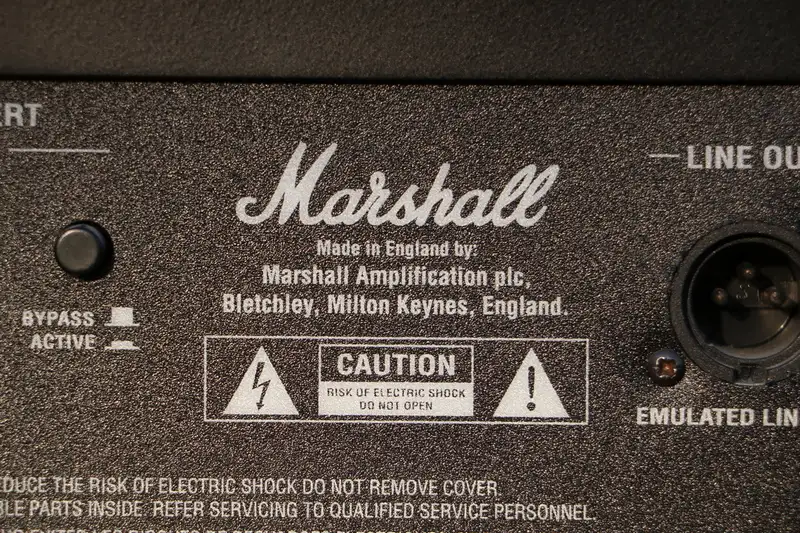 ERT
LINE OU
Marshall
Made in England by:
Marshall Amplification plc,
Bletchley, Milton Keynes, England.
BYPASS
ACTIVE
CAUTION
RISK OF ELECTRIC SHOCK
DO NOT OPEN
EMULATED LIN
EDUCE THE RISK OF ELECTRIC SHOCK DO NOT REMOVE COVER.
BLE PARTS INSIDE. REFER SERVICING TO QUALIFIED SERVICE PERSONNEL.